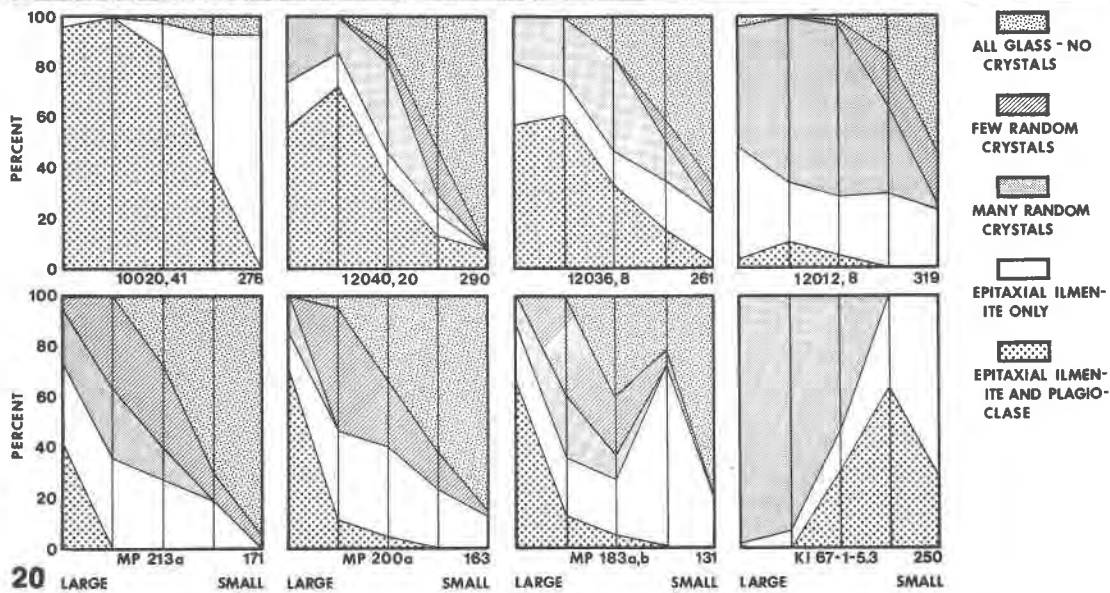 100
80
60
40
20
0
PERCENT
10020,41 276
12040,20 290
12036,8 261
12012,8 319
100
80
60
40
20
0
PERCENT
MP 213a 171
MP 200a 163
MP 183a,b 131
KI 67-1-5.3 250
20 LARGE SMALL LARGE SMALL LARGE SMALL LARGE SMALL
ALL GLASS - NO
CRYSTALS
FEW RANDOM
CRYSTALS
MANY RANDOM
CRYSTALS
EPITAXIAL ILMEN-
ITE ONLY
EPITAXIAL ILMEN-
ITE AND PLAGIO-
CLASE